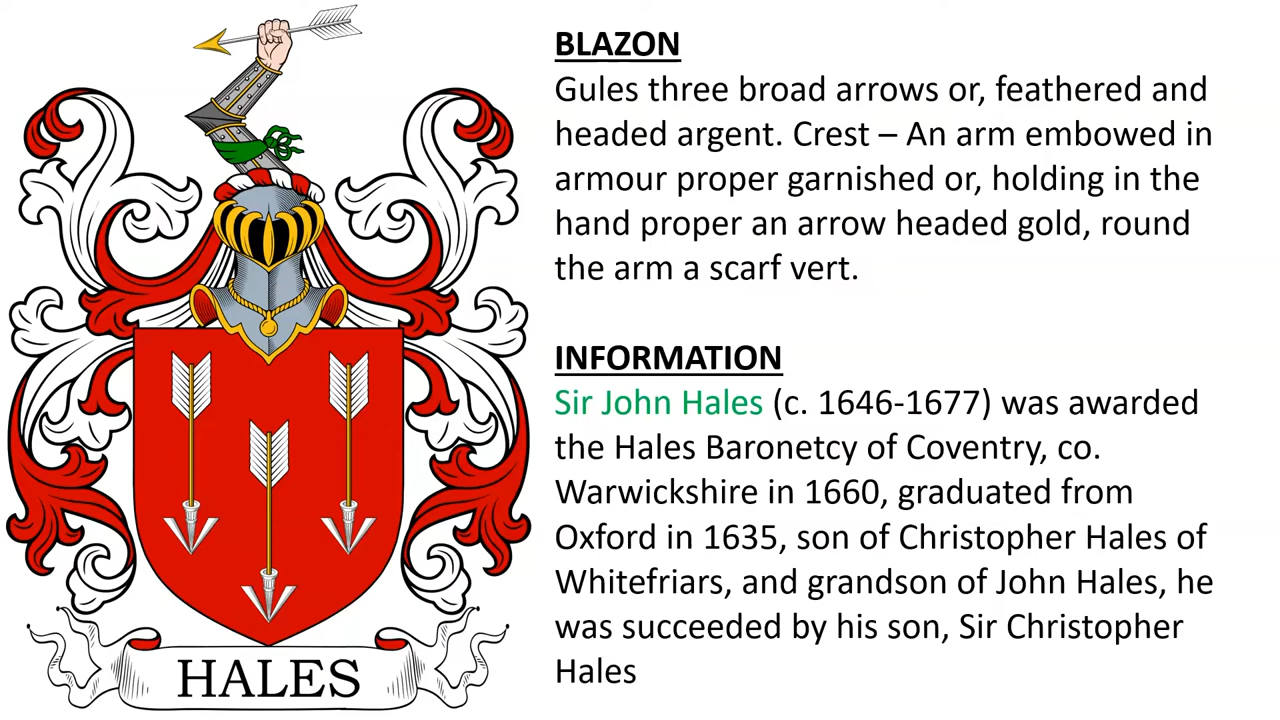 BLAZON
Gules three broad arrows or, feathered and
headed argent. Crest – An arm embowed in
armour proper garnished or, holding in the
hand proper an arrow headed gold, round
the arm a scarf vert.
INFORMATION
Sir John Hales (c. 1646-1677) was awarded
the Hales Baronetcy of Coventry, co.
Warwickshire in 1660, graduated from
Oxford in 1635, son of Christopher Hales of
Whitefriars, and grandson of John Hales, he
was succeeded by his son, Sir Christopher
Hales
HALES